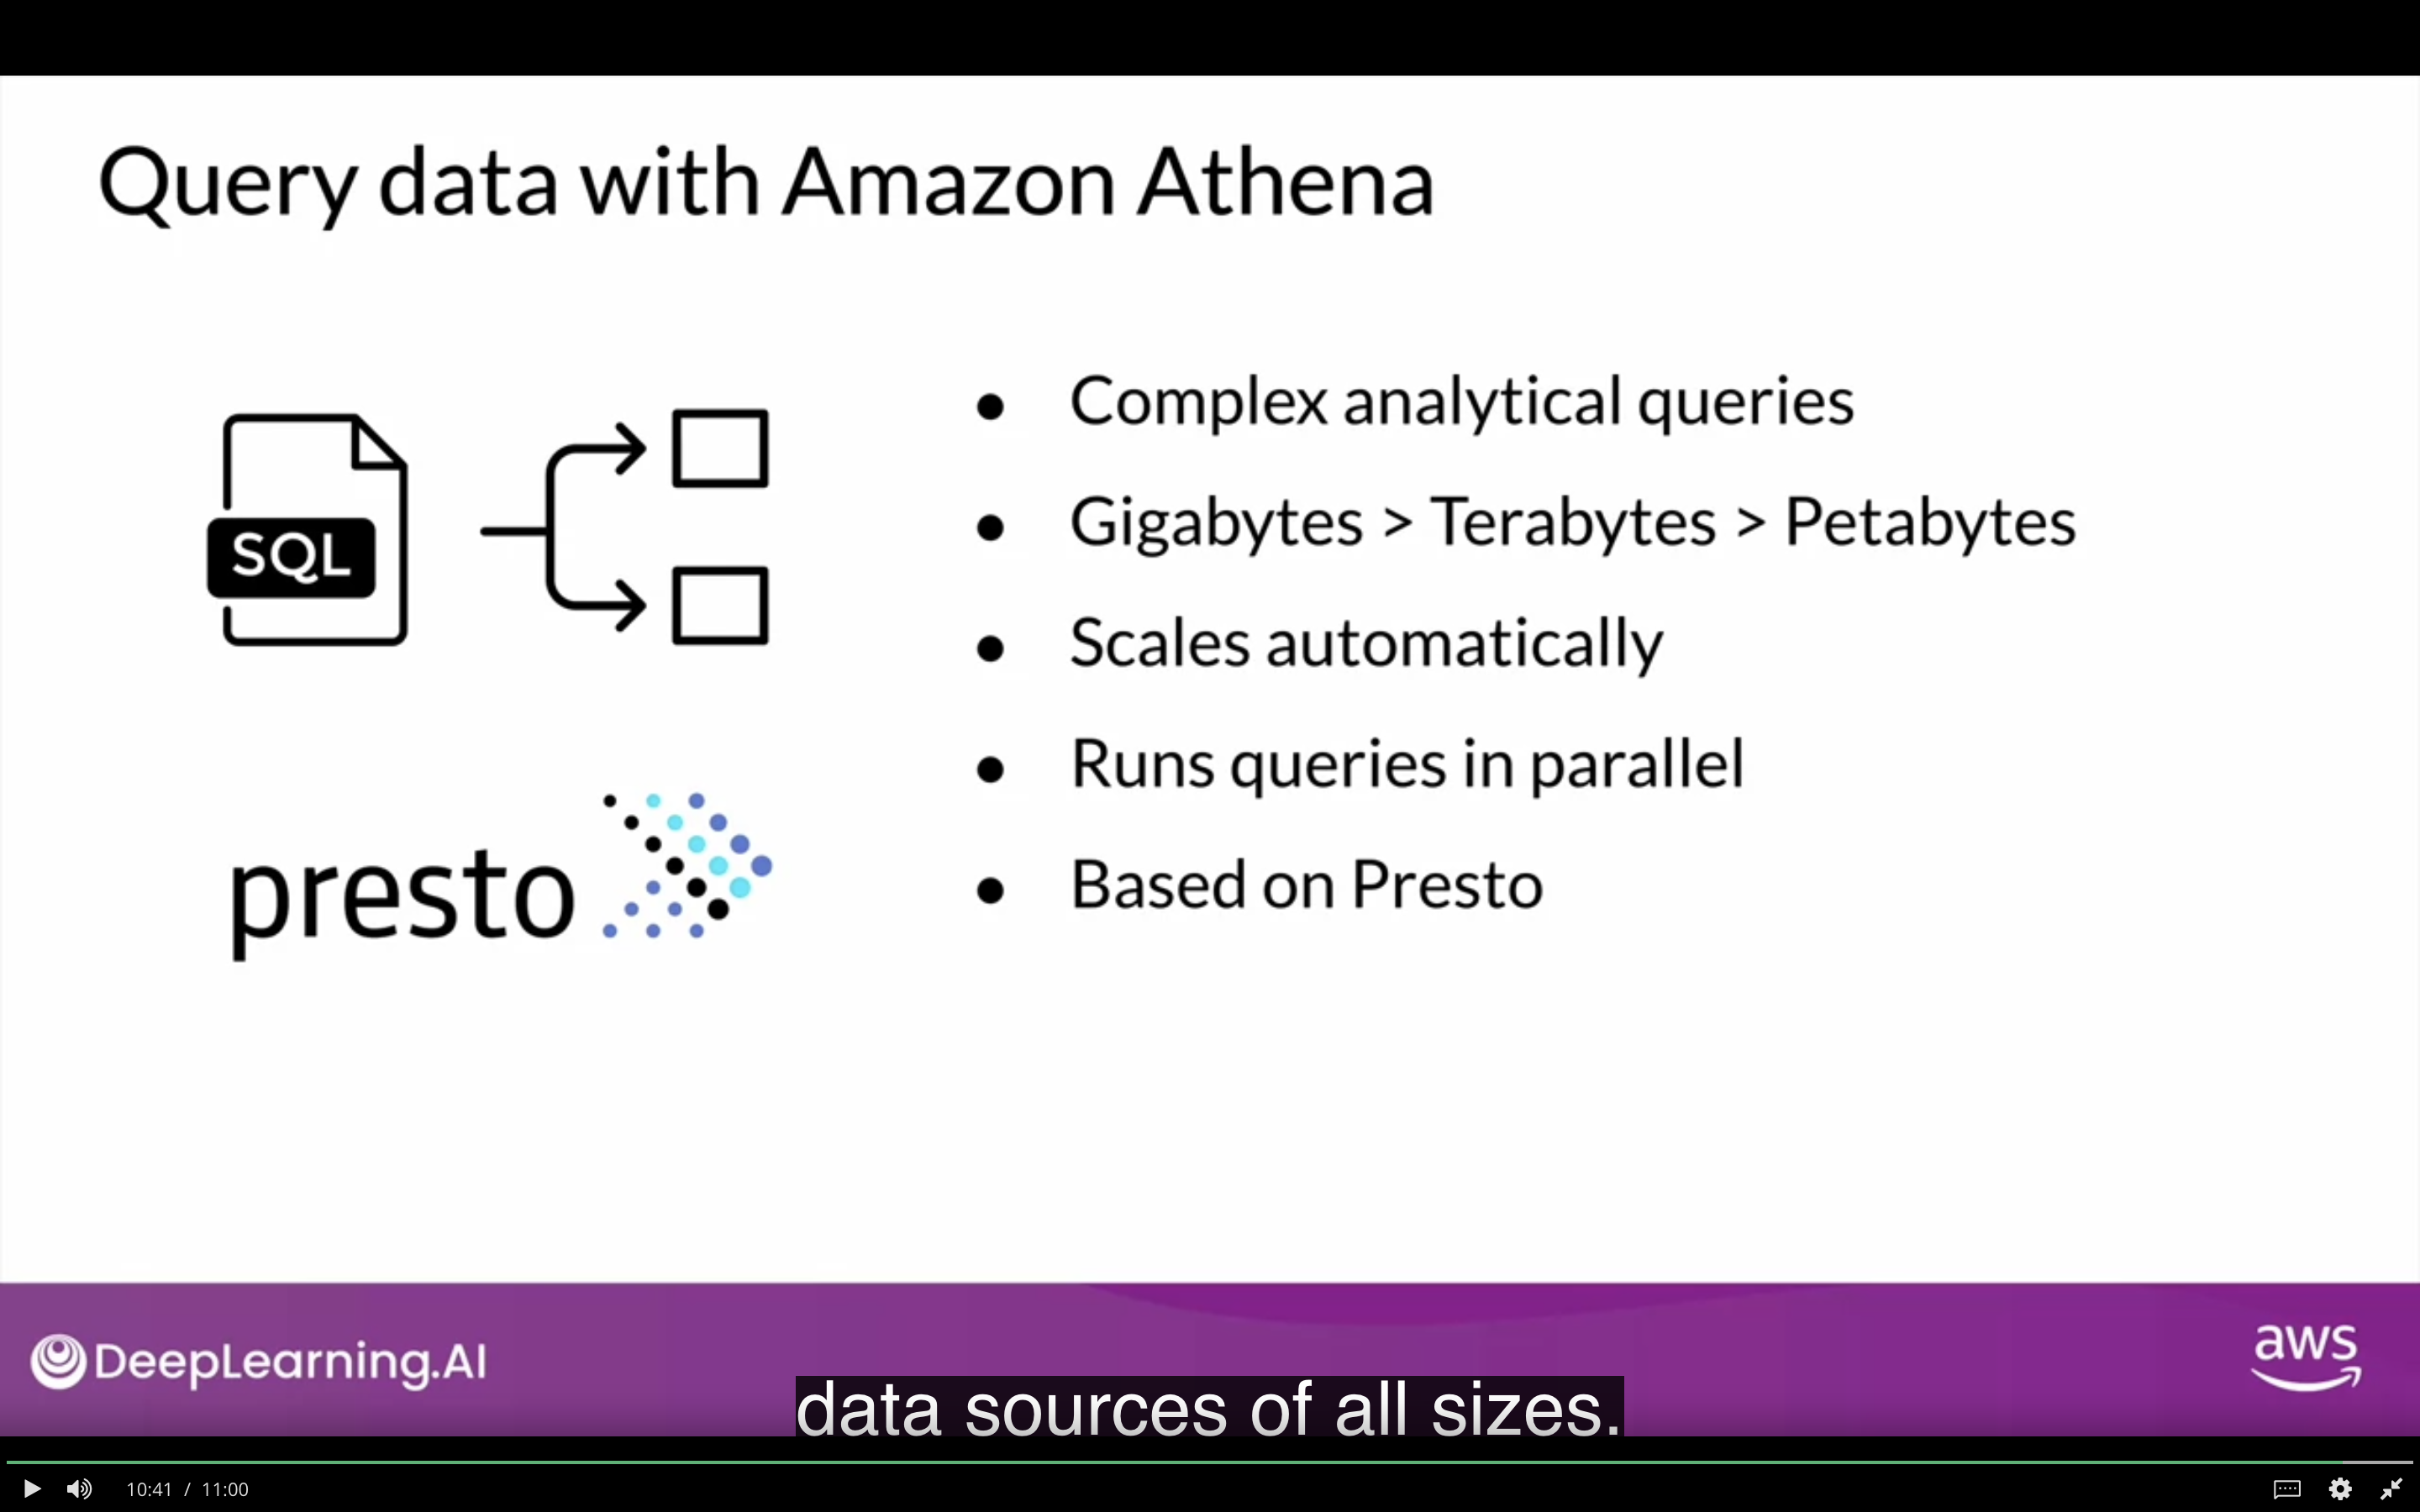 Query data with Amazon Athena
SQL
presto
● Complex analytical queries
● Gigabytes > Terabytes > Petabytes
● Scales automatically
● Runs queries in parallel
● Based on Presto
DeepLearning.AI
aws
data sources of all sizes.
10:41 / 11:00